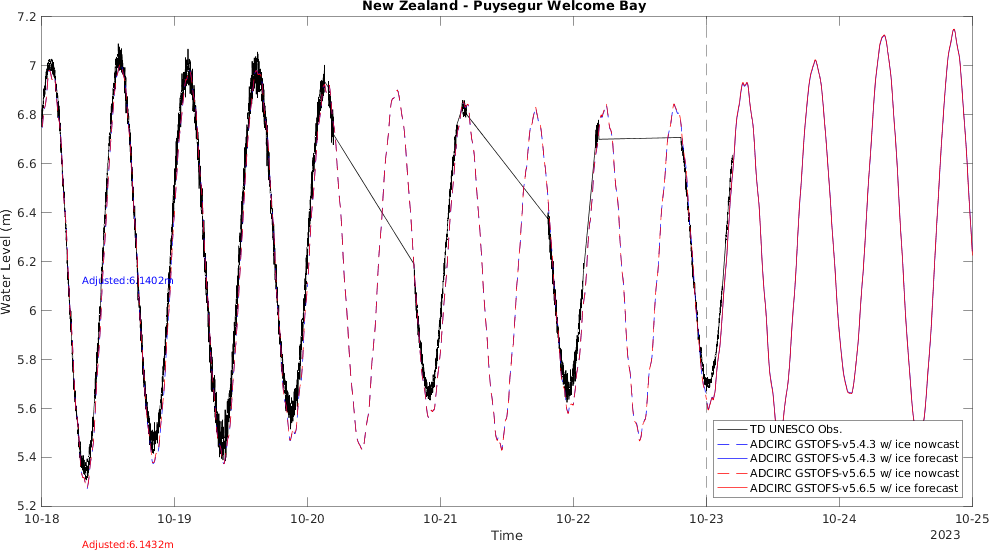 New Zealand - Puysegur Welcome Bay
7.2
7
6.8
6.6
6.4
6.2
6
5.8
5.6
5.4
5.2
Water Level (m)
Adjusted:6.1402m
Adjusted:6.1432m
TD UNESCO Obs.
ADCIRC GSTOFS-v5.4.3 w/ ice nowcast
ADCIRC GSTOFS-v5.4.3 w/ ice forecast
ADCIRC GSTOFS-v5.6.5 w/ ice nowcast
ADCIRC GSTOFS-v5.6.5 w/ ice forecast
10-18 10-19 10-20 10-21 10-22 10-23 10-24 10-25
Time
2023